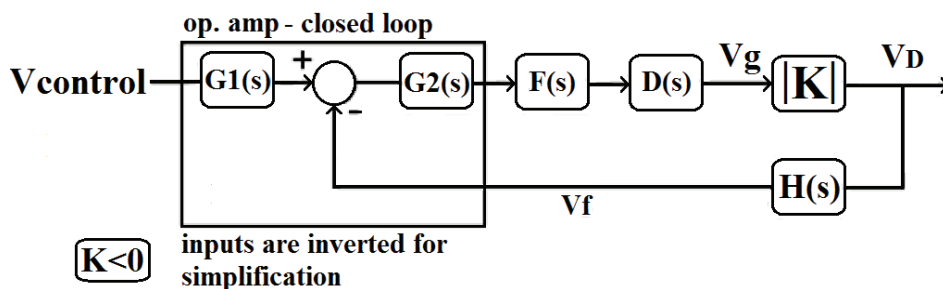 op. amp - closed loop
Vcontrol
G1(s)
+
-
G2(s)
F(s)
D(s)
Vg
|K|
VD
H(s)
Vf
K<0
inputs are inverted for
simplification